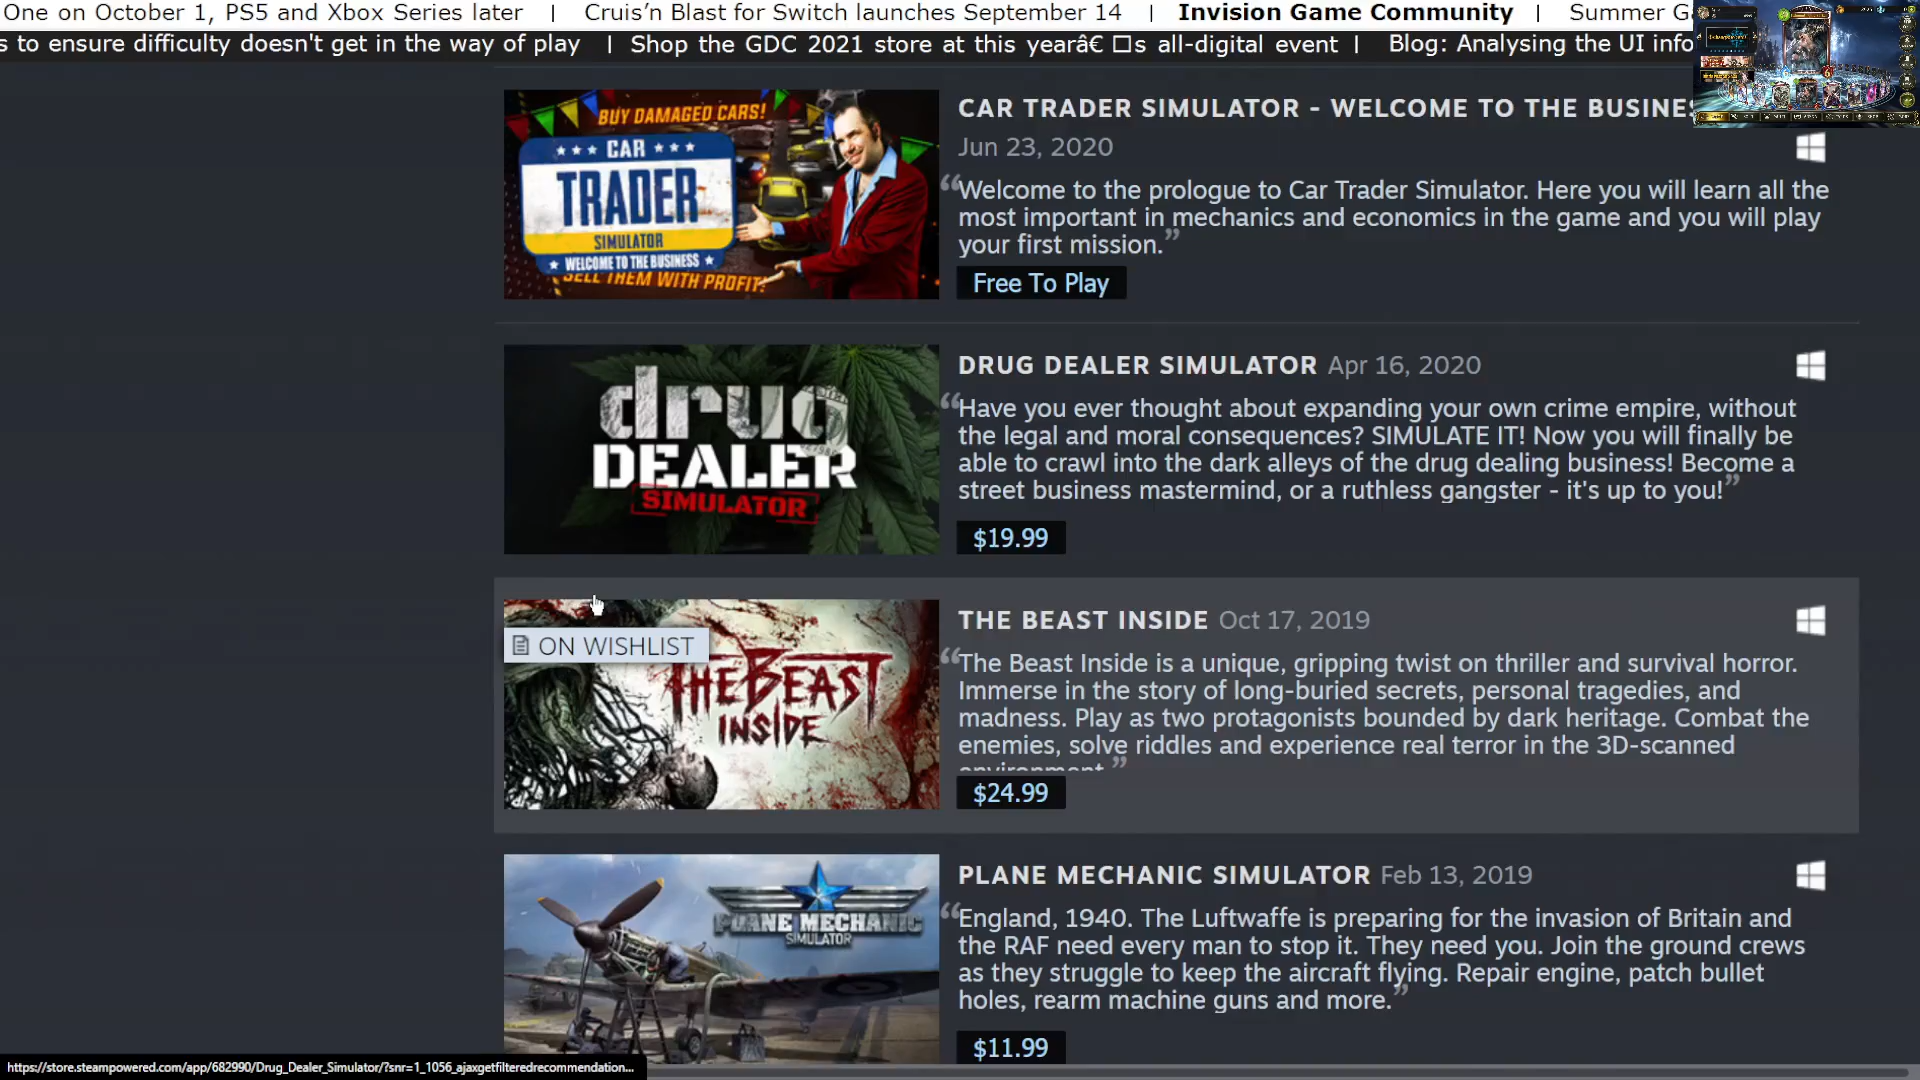 One on October 1, PS5 and Xbox Series later | Cruis’n Blast for Switch launches September 14 | Invision Game Community | Summer G
s to ensure difficulty doesn't get in the way of play | Shop the GDC 2021 store at this yearâ€ □s all-digital event | Blog: Analysing the UI info
BUY DAMAGED CARS!
CAR
TRADER
SIMULATOR
WELCOME TO THE BUSINESS
SELL THEM WITH PROFIT!
CAR TRADER SIMULATOR - WELCOME TO THE BUSINES
Jun 23, 2020
“Welcome to the prologue to Car Trader Simulator. Here you will learn all the
most important in mechanics and economics in the game and you will play
your first mission.”
Free To Play
drug
DEALER
SIMULATOR
DRUG DEALER SIMULATOR Apr 16, 2020
“Have you ever thought about expanding your own crime empire, without
the legal and moral consequences? SIMULATE IT! Now you will finally be
able to crawl into the dark alleys of the drug dealing business! Become a
street business mastermind, or a ruthless gangster - it's up to you!”
$19.99
ON WISHLIST
THE BEAST
INSIDE
THE BEAST INSIDE Oct 17, 2019
“The Beast Inside is a unique, gripping twist on thriller and survival horror.
Immerse in the story of long-buried secrets, personal tragedies, and
madness. Play as two protagonists bounded by dark heritage. Combat the
enemies, solve riddles and experience real terror in the 3D-scanned
environment.”
$24.99
PLANE MECHANIC
SIMULATOR
PLANE MECHANIC SIMULATOR Feb 13, 2019
“England, 1940. The Luftwaffe is preparing for the invasion of Britain and
the RAF need every man to stop it. They need you. Join the ground crews
as they struggle to keep the aircraft flying. Repair engine, patch bullet
holes, rearm machine guns and more.”
$11.99
https://store.steampowered.com/app/682990/Drug_Dealer_Simulator/?snr=1_1056_ajaxgetfilteredrecommendation...